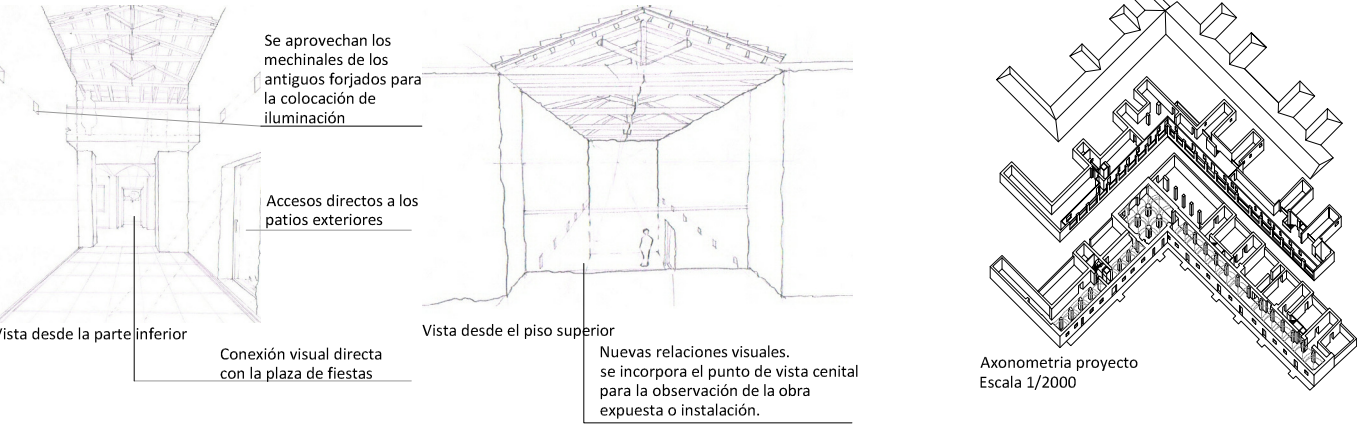 Se aprovechan los
mechinales de los
antiguos forjados para
la colocación de
iluminación
Accesos directos a los
patios exteriores
Vista desde la parte inferior
Conexión visual directa
con la plaza de fiestas
Vista desde el piso superior
Nuevas relaciones visuales.
se incorpora el punto de vista cenital
para la observación de la obra
expuesta o instalación.
Axonometria proyecto
Escala 1/2000